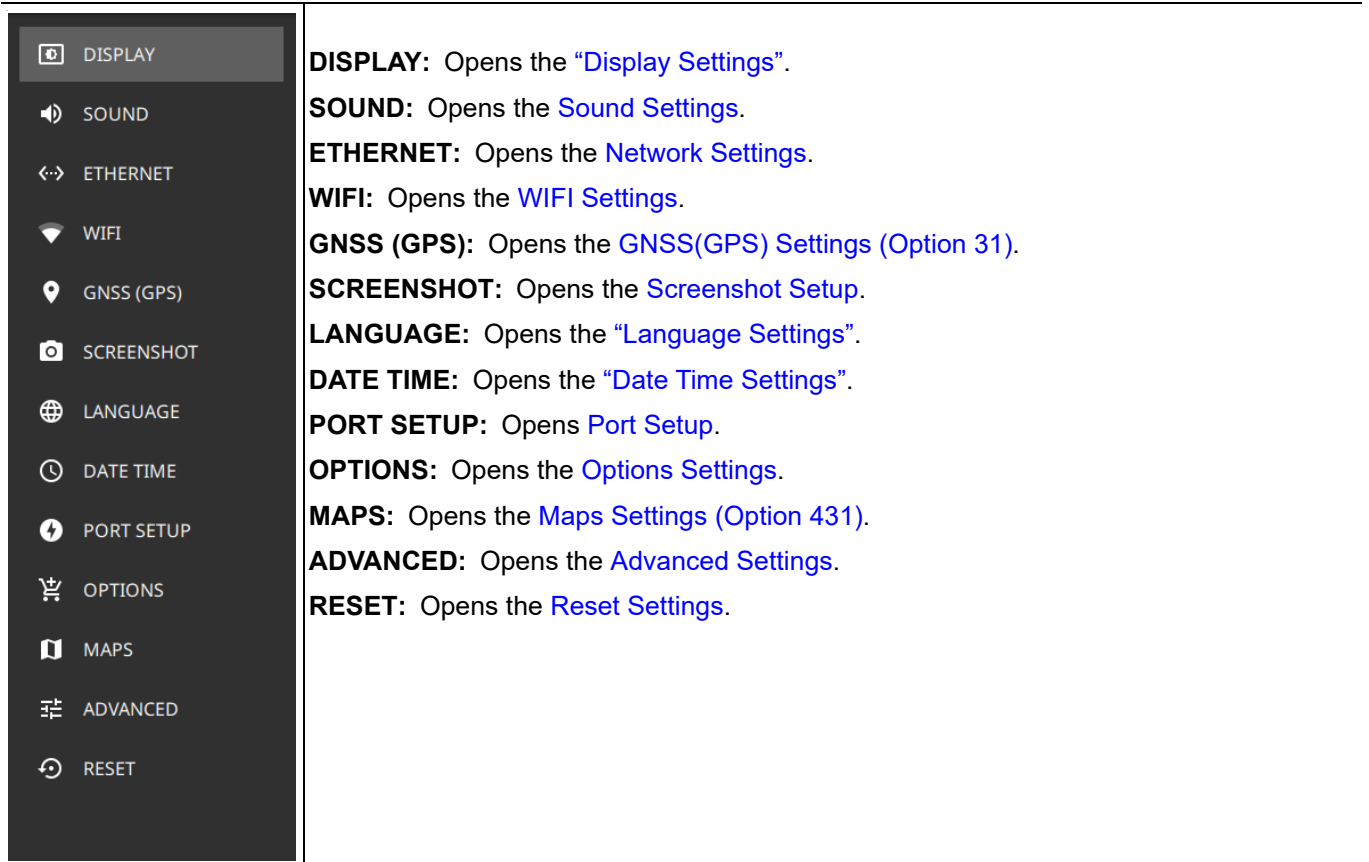 DISPLAY
SOUND
ETHERNET
WIFI
GNSS (GPS)
SCREENSHOT
LANGUAGE
DATE TIME
PORT SETUP
OPTIONS
MAPS
ADVANCED
RESET
DISPLAY: Opens the “Display Settings”.
SOUND: Opens the Sound Settings.
ETHERNET: Opens the Network Settings.
WIFI: Opens the WIFI Settings.
GNSS (GPS): Opens the GNSS(GPS) Settings (Option 31).
SCREENSHOT: Opens the Screenshot Setup.
LANGUAGE: Opens the “Language Settings”.
DATE TIME: Opens the “Date Time Settings”.
PORT SETUP: Opens Port Setup.
OPTIONS: Opens the Options Settings.
MAPS: Opens the Maps Settings (Option 431).
ADVANCED: Opens the Advanced Settings.
RESET: Opens the Reset Settings.